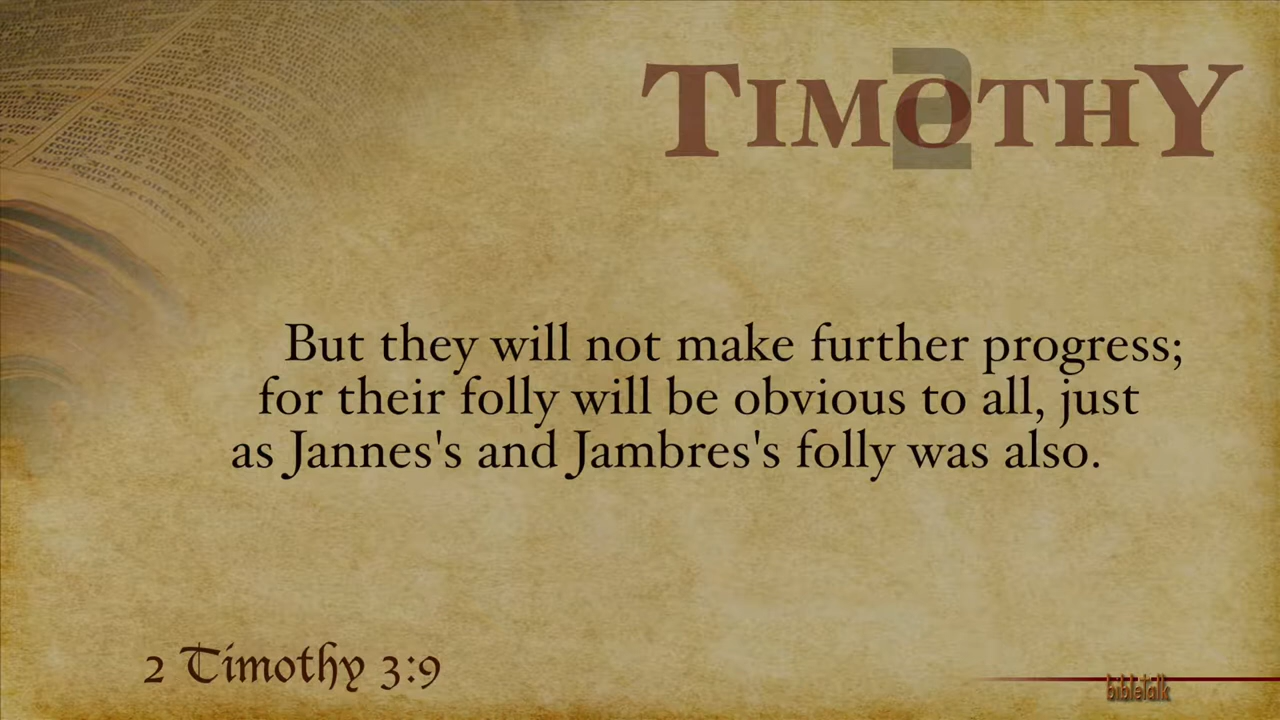 2
TIMOTHY
But they will not make further progress;
for their folly will be obvious to all, just
as Jannes's and Jambres's folly was also.
2 Timothy 3:9
bibletalk